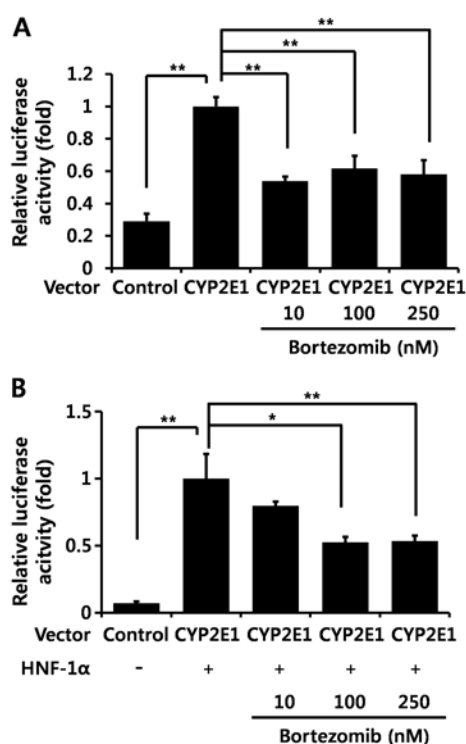 A
** ** ** **
Relative luciferase
acitvity (fold)
1.2
1
0.8
0.6
0.4
0.2
0
Vector Control CYP2E1 CYP2E1 CYP2E1 CYP2E1
10 100 250
Bortezomib (nM)
B
** * **
Relative luciferase
acitvity (fold)
1.5
1
0.5
0
Vector Control CYP2E1 CYP2E1 CYP2E1 CYP2E1
HNF-1α - + + + +
10 100 250
Bortezomib (nM)